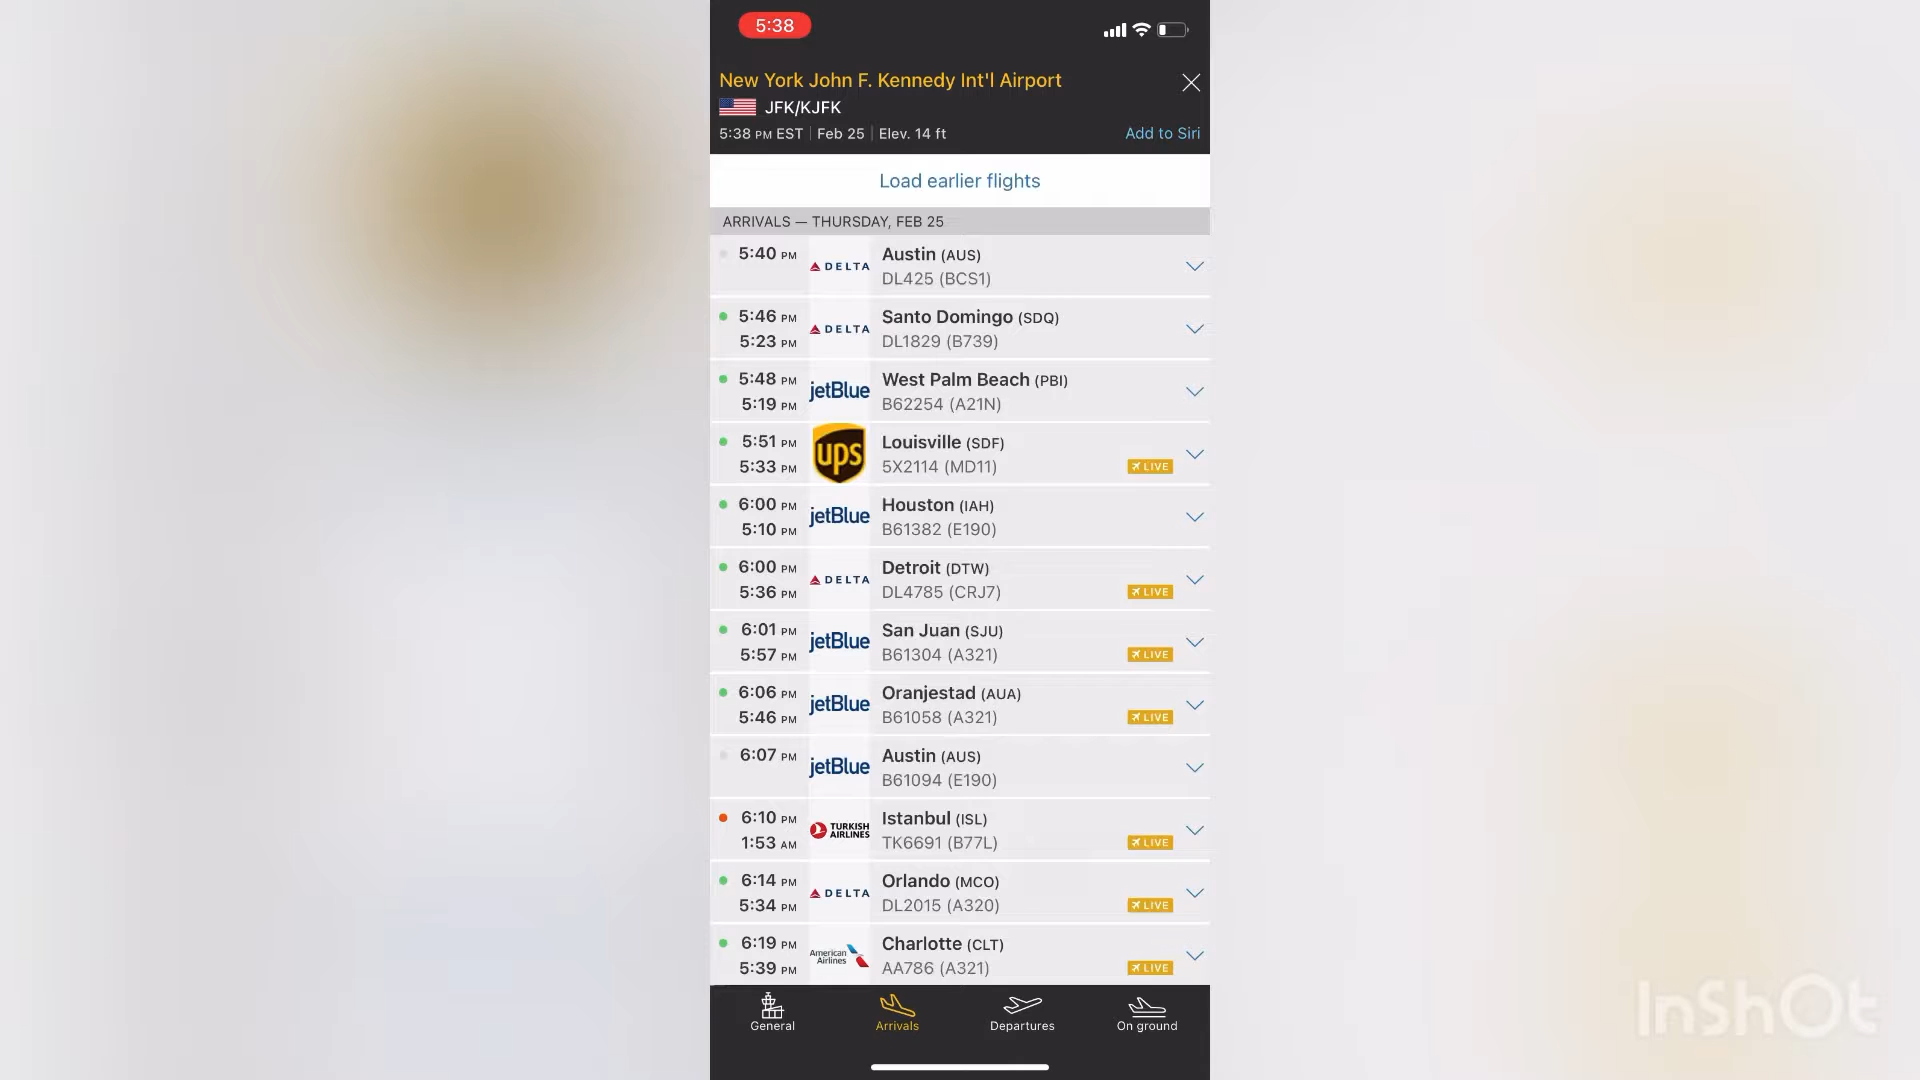 5:38
New York John F. Kennedy Int'l Airport
JFK/KJFK
5:38 PM EST | Feb 25 | Elev. 14 ft
Add to Siri
Load earlier flights
ARRIVALS — THURSDAY, FEB 25
5:40 PM DELTA Austin (AUS)
DL425 (BCS1)
5:46 PM DELTA Santo Domingo (SDQ)
5:23 PM DL1829 (B739)
5:48 PM jetBlue West Palm Beach (PBI)
5:19 PM B62254 (A21N)
5:51 PM ups Louisville (SDF)
5:33 PM 5X2114 (MD11) LIVE
6:00 PM jetBlue Houston (IAH)
5:10 PM B61382 (E190)
6:00 PM DELTA Detroit (DTW)
5:36 PM DL4785 (CRJ7) LIVE
6:01 PM jetBlue San Juan (SJU)
5:57 PM B61304 (A321) LIVE
6:06 PM jetBlue Oranjestad (AUA)
5:46 PM B61058 (A321) LIVE
6:07 PM jetBlue Austin (AUS)
B61094 (E190)
6:10 PM TURKISH AIRLINES Istanbul (ISL)
1:53 AM TK6691 (B77L) LIVE
6:14 PM DELTA Orlando (MCO)
5:34 PM DL2015 (A320) LIVE
6:19 PM American Airlines Charlotte (CLT)
5:39 PM AA786 (A321) LIVE
General Arrivals Departures On ground
InShOt